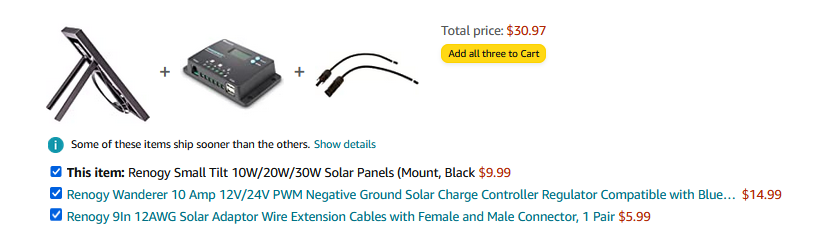 Total price: $30.97
Add all three to Cart
+ +
i Some of these items ship sooner than the others. Show details
This item: Renogy Small Tilt 10W/20W/30W Solar Panels (Mount, Black $9.99
Renogy Wanderer 10 Amp 12V/24V PWM Negative Ground Solar Charge Controller Regulator Compatible with Blue… $14.99
Renogy 9In 12AWG Solar Adaptor Wire Extension Cables with Female and Male Connector, 1 Pair $5.99